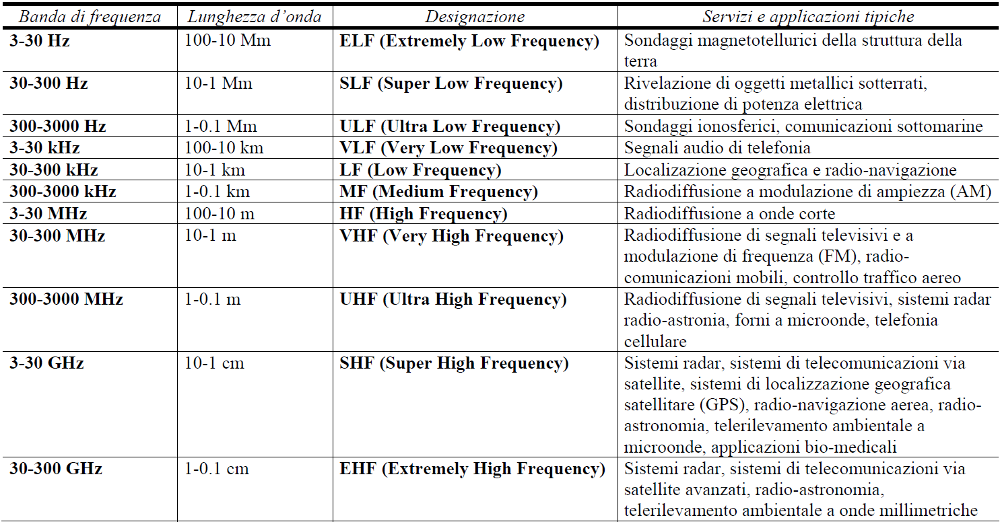 Banda di frequenza Lunghezza d'onda Designazione Servizi e applicazioni tipiche
3-30 Hz 100-10 Mm ELF (Extremely Low Frequency) Sondaggi magnetotellurici della struttura della
terra
30-300 Hz 10-1 Mm SLF (Super Low Frequency) Rivelazione di oggetti metallici sotterrati,
distribuzione di potenza elettrica
300-3000 Hz 1-0.1 Mm ULF (Ultra Low Frequency) Sondaggi ionosferici, comunicazioni sottomarine
3-30 kHz 100-10 km VLF (Very Low Frequency) Segnali audio di telefonia
30-300 kHz 10-1 km LF (Low Frequency) Localizazione geografica e radio-navigazione
300-3000 kHz 1-0.1 km MF (Medium Frequency) Radiodiffusione a modulazione di ampiezza (AM)
3-30 MHz 100-10 m HF (High Frequency) Radiodiffusione a onde corte
30-300 MHz 10-1 m VHF (Very High Frequency) Radiodiffusione di segnali televisivi e a
modulazione di frequenza (FM), radio-
comunicazioni mobili, controllo traffico aereo
300-3000 MHz 1-0.1 m UHF (Ultra High Frequency) Radiodiffusione di segnali televisivi, sistemi radar
radio-astronia, forni a microonde, telefonia
cellulare
3-30 GHz 10-1 cm SHF (Super High Frequency) Sistemi radar, sistemi di telecomunicazioni via
satellite, sistemi di localizzazione geografica
satellitare (GPS), radio-navigazione aerea, radio-
astronomia, telerilevamento ambientale a
microonde, applicazioni bio-medicali
30-300 GHz 1-0.1 cm EHF (Extremely High Frequency) Sistemi radar, sistemi di telecomunicazioni via
satellite avanzati, radio-astronomia,
telerilevamento ambientale a onde millimetriche